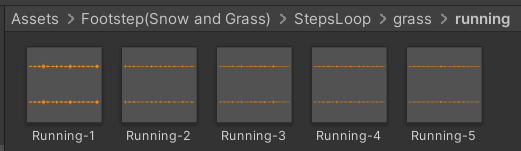 Assets > Footstep(Snow and Grass) > StepsLoop > grass > running
Running-1 Running-2 Running-3 Running-4 Running-5